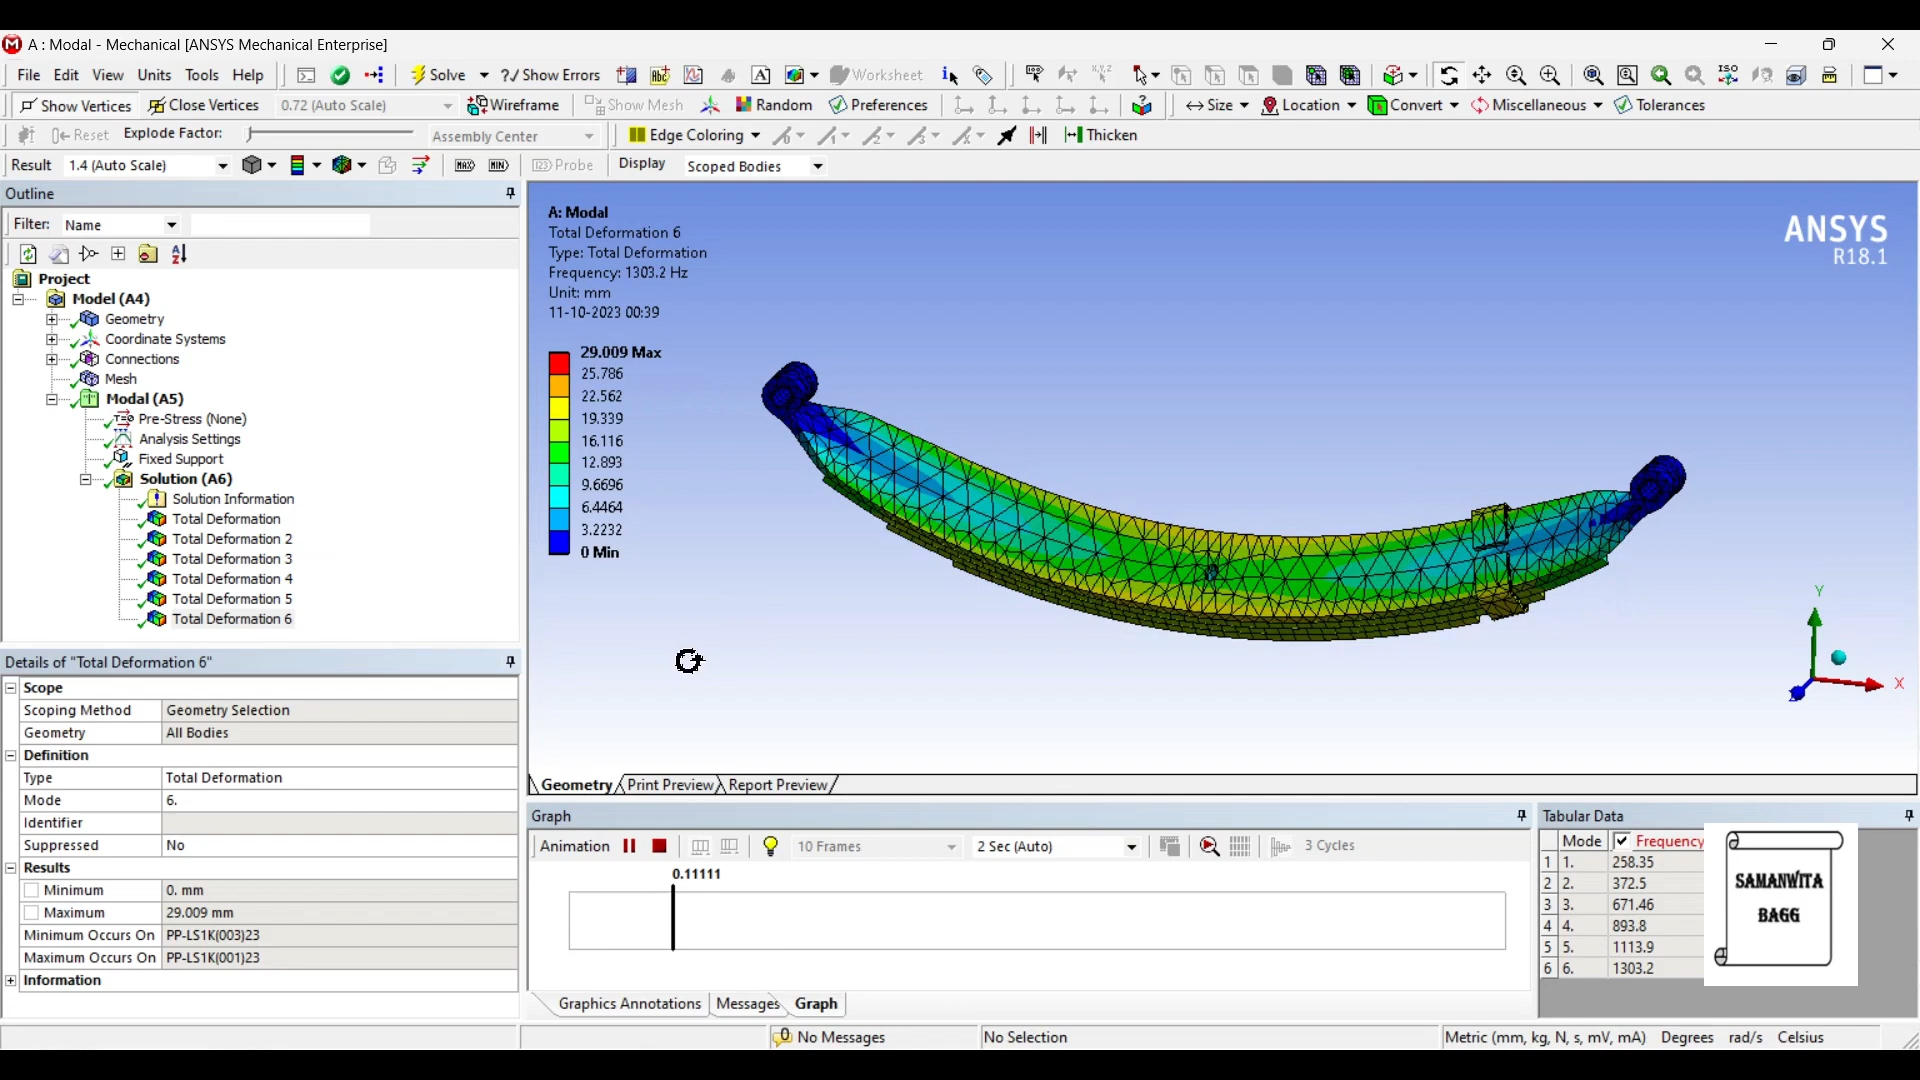 A : Modal - Mechanical [ANSYS Mechanical Enterprise]
File Edit View Units Tools Help Solve ?/ Show Errors Worksheet
Show Vertices Close Vertices 0.72 (Auto Scale) Wireframe Show Mesh Random Preferences Size Location Convert Miscellaneous Tolerances
Reset Explode Factor: Assembly Center Edge Coloring Thicken
Result 1.4 (Auto Scale) MAX MIN Probe Display Scoped Bodies
Outline
Filter: Name
Project
Model (A4)
Geometry
Coordinate Systems
Connections
Mesh
Modal (A5)
Pre-Stress (None)
Analysis Settings
Fixed Support
Solution (A6)
Solution Information
Total Deformation
Total Deformation 2
Total Deformation 3
Total Deformation 4
Total Deformation 5
Total Deformation 6
Details of "Total Deformation 6"
Scope
Scoping Method Geometry Selection
Geometry All Bodies
Definition
Type Total Deformation
Mode 6.
Identifier
Suppressed No
Results
Minimum 0. mm
Maximum 29.009 mm
Minimum Occurs On PP-LS1K(003)23
Maximum Occurs On PP-LS1K(001)23
Information
A: Modal
Total Deformation 6
Type: Total Deformation
Frequency: 1303.2 Hz
Unit: mm
11-10-2023 00:39
29.009 Max
25.786
22.562
19.339
16.116
12.893
9.6696
6.4464
3.2232
0 Min
ANSYS
R18.1
Y
X
Geometry Print Preview Report Preview
Graph
Animation 10 Frames 2 Sec (Auto) 3 Cycles
0.11111
Graphics Annotations Messages Graph
Tabular Data
Mode Frequency
1 1. 258.35
2 2. 372.5
3 3. 671.46
4 4. 893.8
5 5. 1113.9
6 6. 1303.2
SAMANWITA
BAGG
No Messages No Selection Metric (mm, kg, N, s, mV, mA) Degrees rad/s Celsius